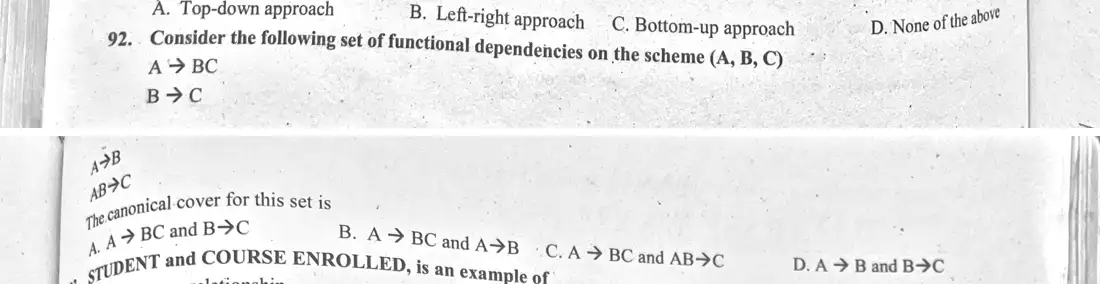 A. Top-down approach B. Left-right approach C. Bottom-up approach D. None of the above
92. Consider the following set of functional dependencies on the scheme (A, B, C)
A → BC
B → C
A→B
AB→C
The canonical cover for this set is
A. A → BC and B→C B. A → BC and A→B C. A → BC and AB→C D. A → B and B→C
STUDENT and COURSE ENROLLED, is an example of